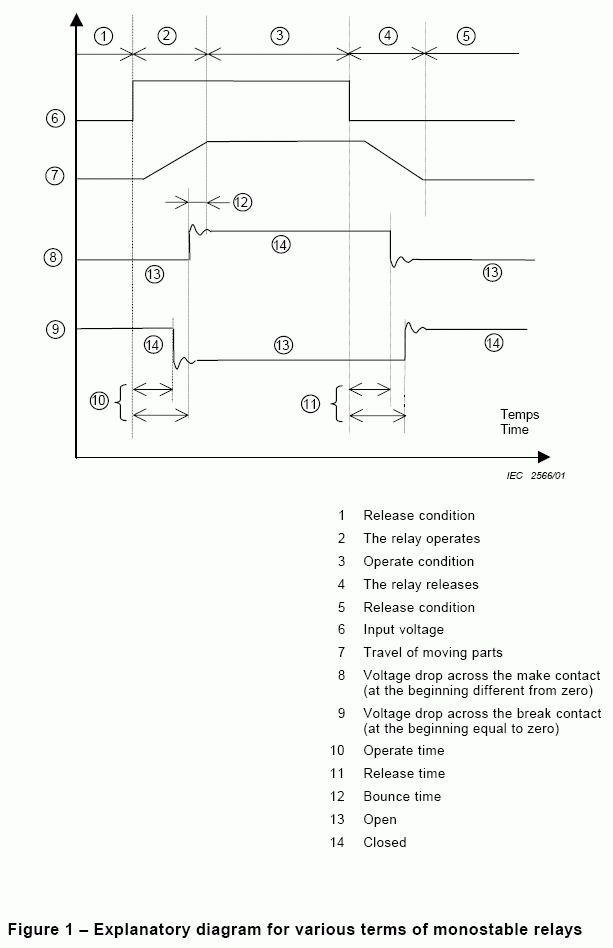 1 2 3 4 5
6
7
12
8 13 14 13
9 14 13 14
10 11
Temps
Time
IEC 2566/01
1 Release condition
2 The relay operates
3 Operate condition
4 The relay releases
5 Release condition
6 Input voltage
7 Travel of moving parts
8 Voltage drop across the make contact
(at the beginning different from zero)
9 Voltage drop across the break contact
(at the beginning equal to zero)
10 Operate time
11 Release time
12 Bounce time
13 Open
14 Closed
Figure 1 – Explanatory diagram for various terms of monostable relays